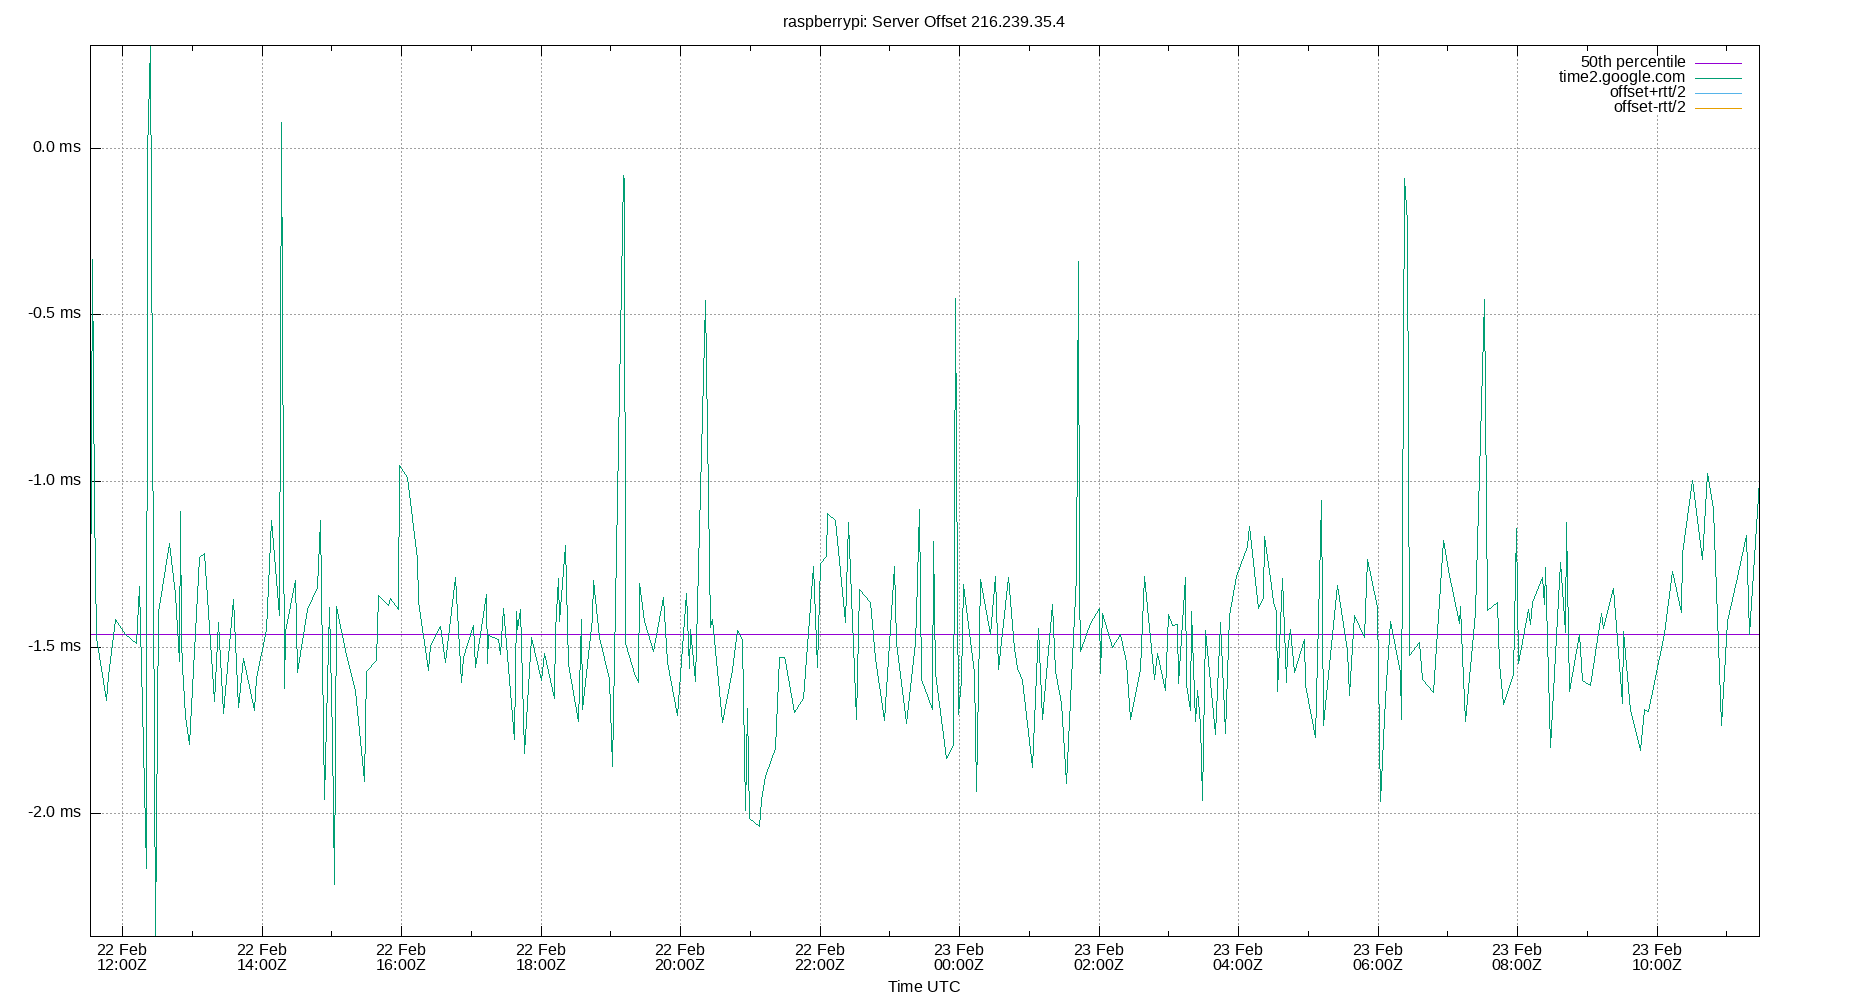 raspberrypi: Server Offset 216.239.35.4
50th percentile
time2.google.com
offset+rtt/2
offset-rtt/2
0.0 ms
-0.5 ms
-1.0 ms
-1.5 ms
-2.0 ms
22 Feb 22 Feb 22 Feb 22 Feb 22 Feb 22 Feb 23 Feb 23 Feb 23 Feb 23 Feb 23 Feb 23 Feb
12:00Z 14:00Z 16:00Z 18:00Z 20:00Z 22:00Z 00:00Z 02:00Z 04:00Z 06:00Z 08:00Z 10:00Z
Time UTC